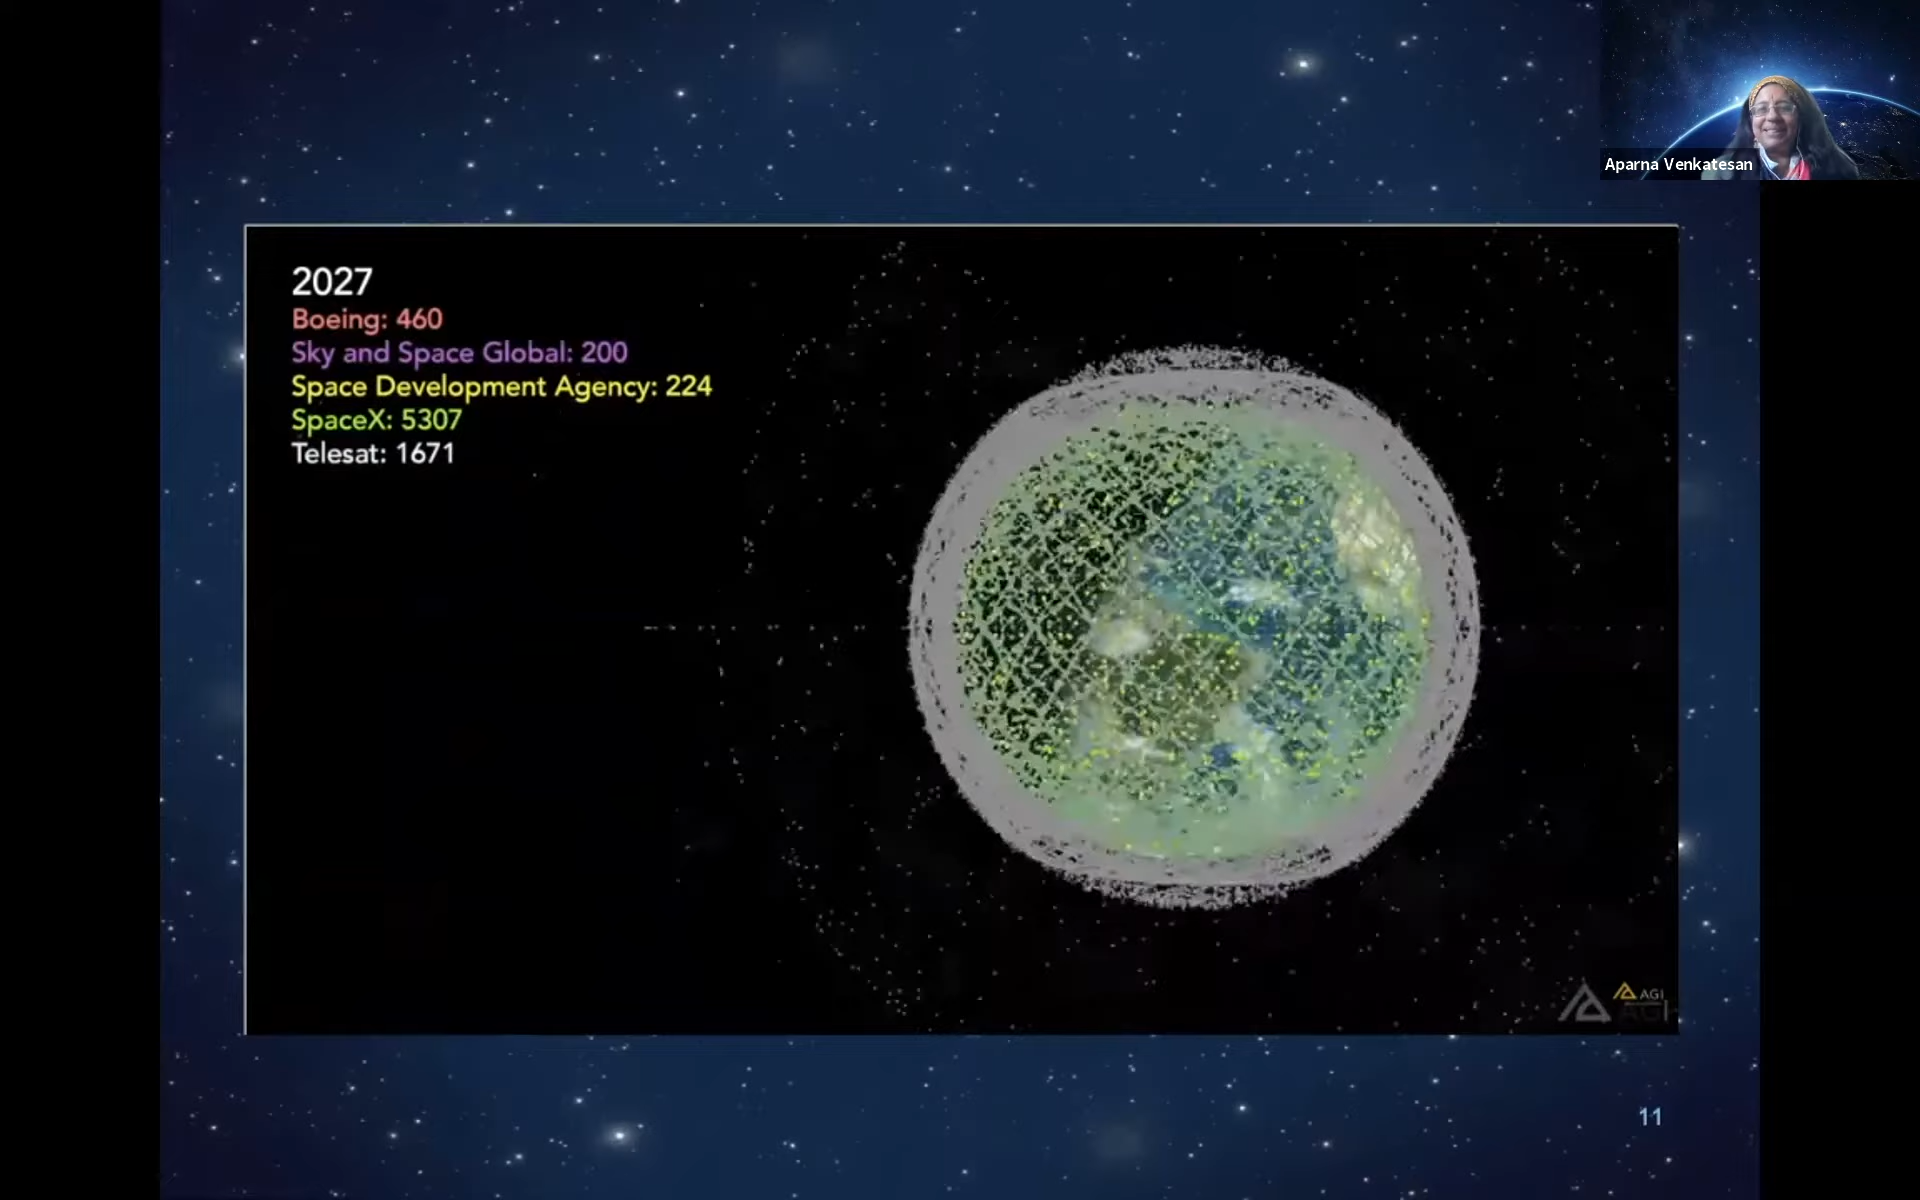 Aparna Venkatesan
2027
Boeing: 460
Sky and Space Global: 200
Space Development Agency: 224
SpaceX: 5307
Telesat: 1671
AGI
AGI
11